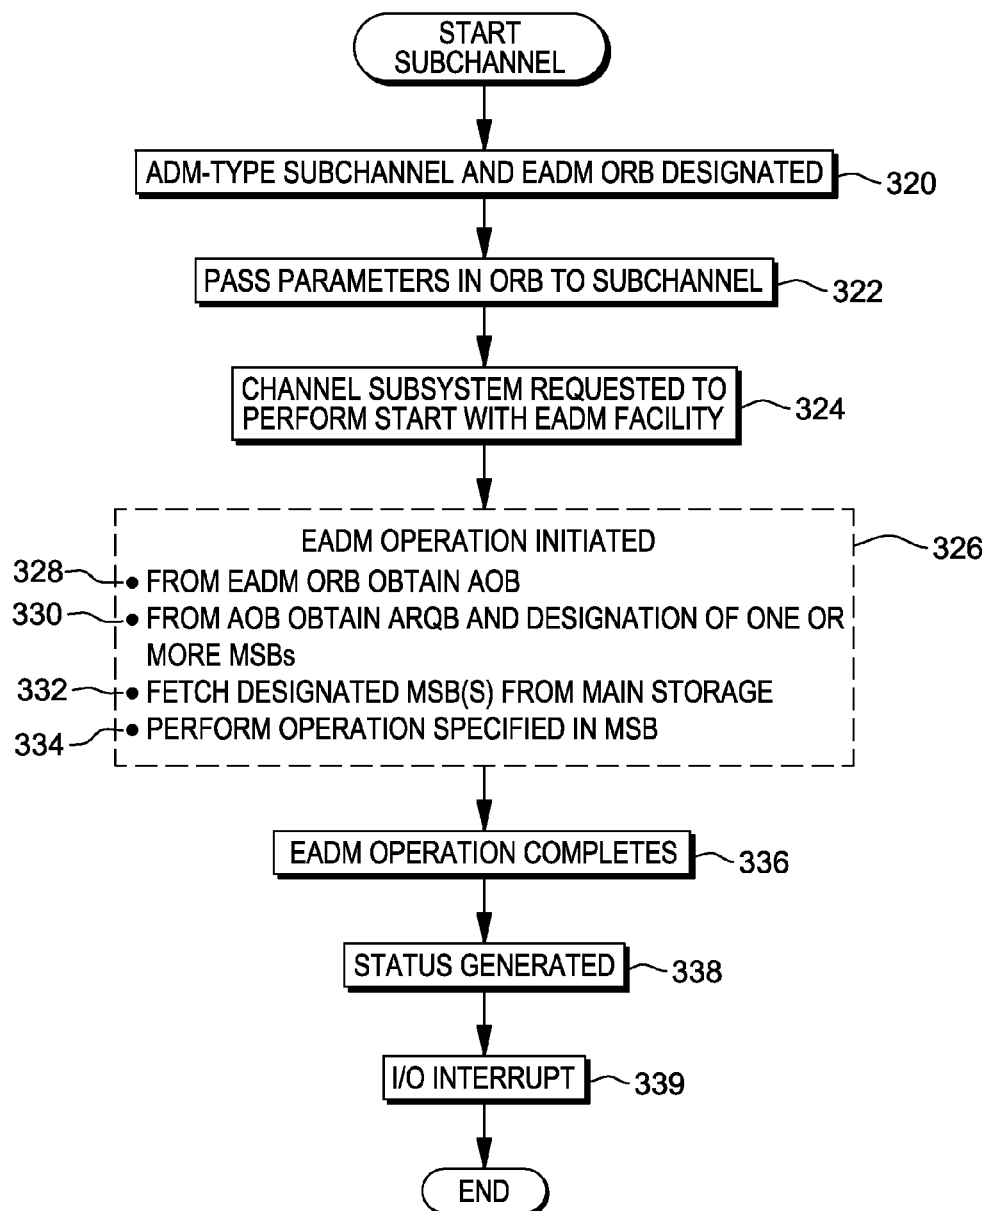 START
SUBCHANNEL
ADM-TYPE SUBCHANNEL AND EADM ORB DESIGNATED
320
PASS PARAMETERS IN ORB TO SUBCHANNEL
322
CHANNEL SUBSYSTEM REQUESTED TO
PERFORM START WITH EADM FACILITY
324
EADM OPERATION INITIATED
326
328 • FROM EADM ORB OBTAIN AOB
330 • FROM AOB OBTAIN ARQB AND DESIGNATION OF ONE OR
MORE MSBs
332 • FETCH DESIGNATED MSB(S) FROM MAIN STORAGE
334 • PERFORM OPERATION SPECIFIED IN MSB
EADM OPERATION COMPLETES
336
STATUS GENERATED
338
I/O INTERRUPT
339
END